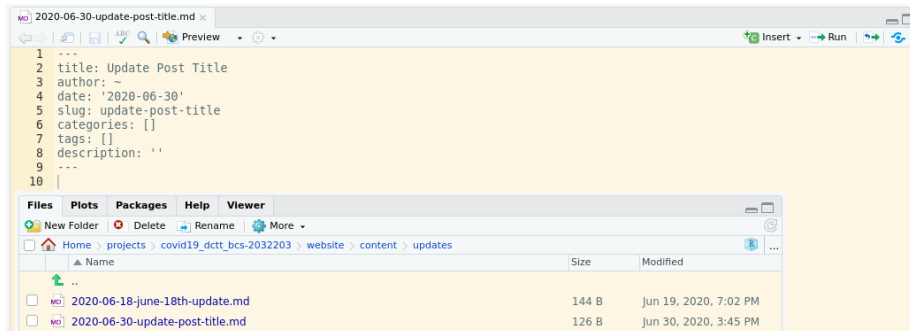 2020-06-30-update-post-title.md
ABC Preview Insert Run
1 ---
2 title: Update Post Title
3 author: ~
4 date: '2020-06-30'
5 slug: update-post-title
6 categories: []
7 tags: []
8 description: ''
9 ---
10
Files Plots Packages Help Viewer
New Folder Delete Rename More
Home > projects > covid19_dctt_bcs-2032203 > website > content > updates R ...
Name Size Modified
..
MD 2020-06-18-june-18th-update.md 144 B Jun 19, 2020, 7:02 PM
MD 2020-06-30-update-post-title.md 126 B Jun 30, 2020, 3:45 PM